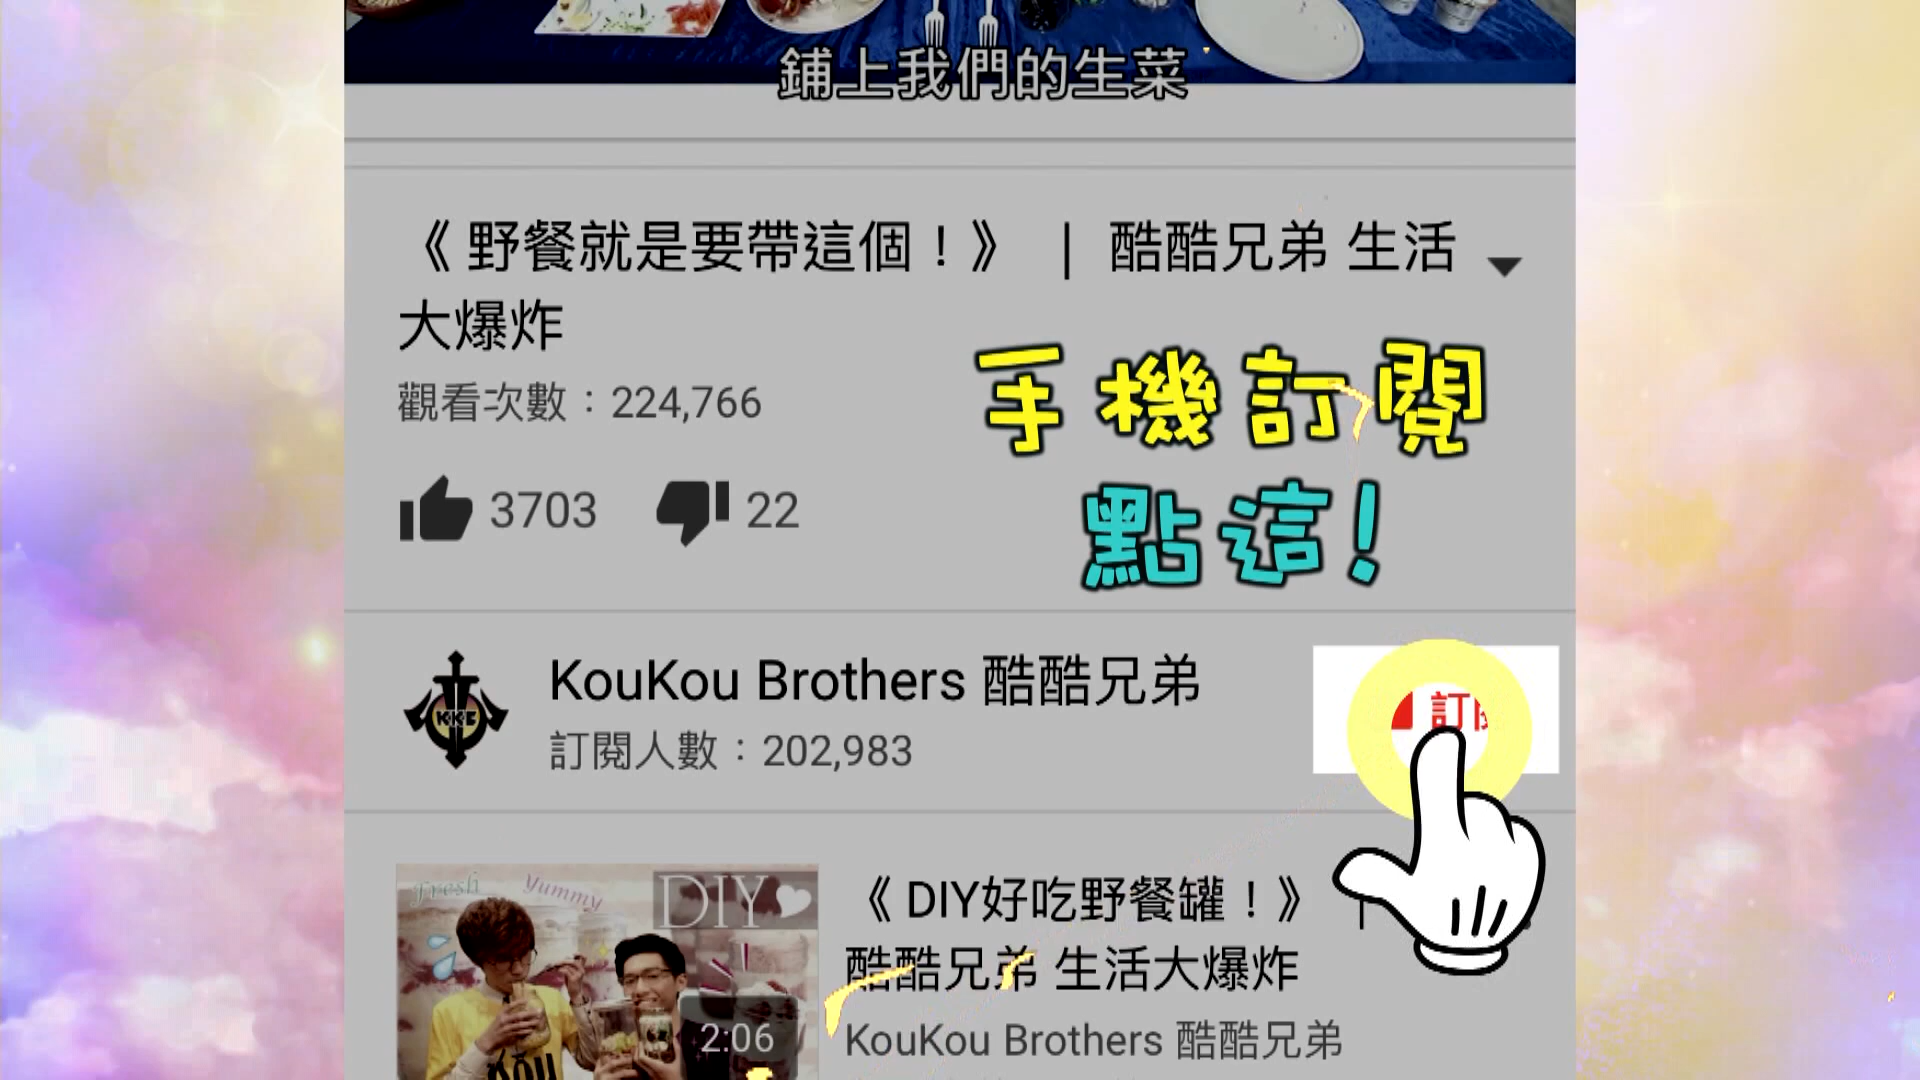 鋪上我們的生菜
《 野餐就是要帶這個！》 | 酷酷兄弟 生活
大爆炸
觀看次數：224,766
手機訂閱
點這!
3703 22
KouKou Brothers 酷酷兄弟
訂閱人數：202,983
KKB
Fresh Yummy DIY
《 DIY好吃野餐罐！》 |
酷酷兄弟 生活大爆炸
2:06
KouKou Brothers 酷酷兄弟